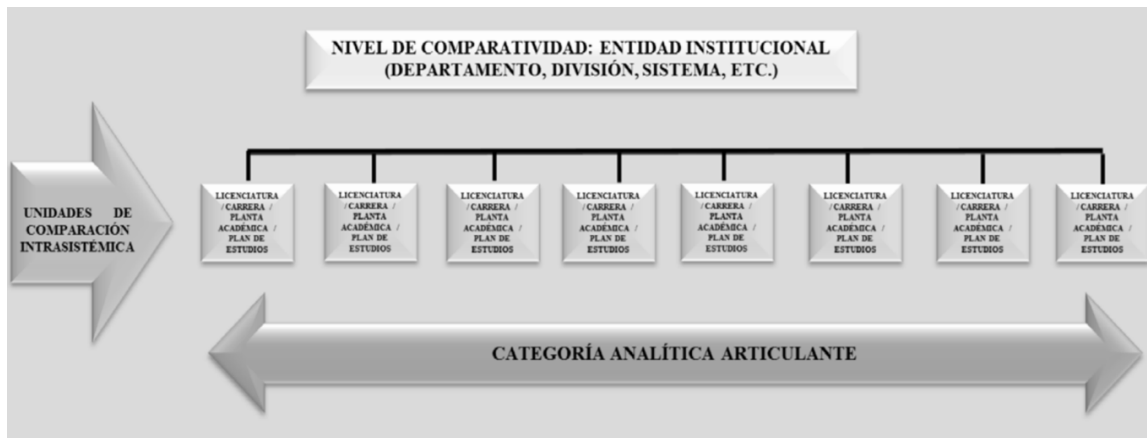 NIVEL DE COMPARATIVIDAD: ENTIDAD INSTITUCIONAL
(DEPARTAMENTO, DIVISIÓN, SISTEMA, ETC.)
UNIDADES DE
COMPARACIÓN
INTRASISTÉMICA
LICENCIATURA
/ CARRERA /
PLANTA
ACADÉMICA /
PLAN DE
ESTUDIOS
LICENCIATURA
/ CARRERA /
PLANTA
ACADÉMICA /
PLAN DE
ESTUDIOS
LICENCIATURA
/ CARRERA /
PLANTA
ACADÉMICA /
PLAN DE
ESTUDIOS
LICENCIATURA
/ CARRERA /
PLANTA
ACADÉMICA /
PLAN DE
ESTUDIOS
LICENCIATURA
/ CARRERA /
PLANTA
ACADÉMICA /
PLAN DE
ESTUDIOS
LICENCIATURA
/ CARRERA /
PLANTA
ACADÉMICA /
PLAN DE
ESTUDIOS
LICENCIATURA
/ CARRERA /
PLANTA
ACADÉMICA /
PLAN DE
ESTUDIOS
LICENCIATURA
/ CARRERA /
PLANTA
ACADÉMICA /
PLAN DE
ESTUDIOS
CATEGORÍA ANALÍTICA ARTICULANTE